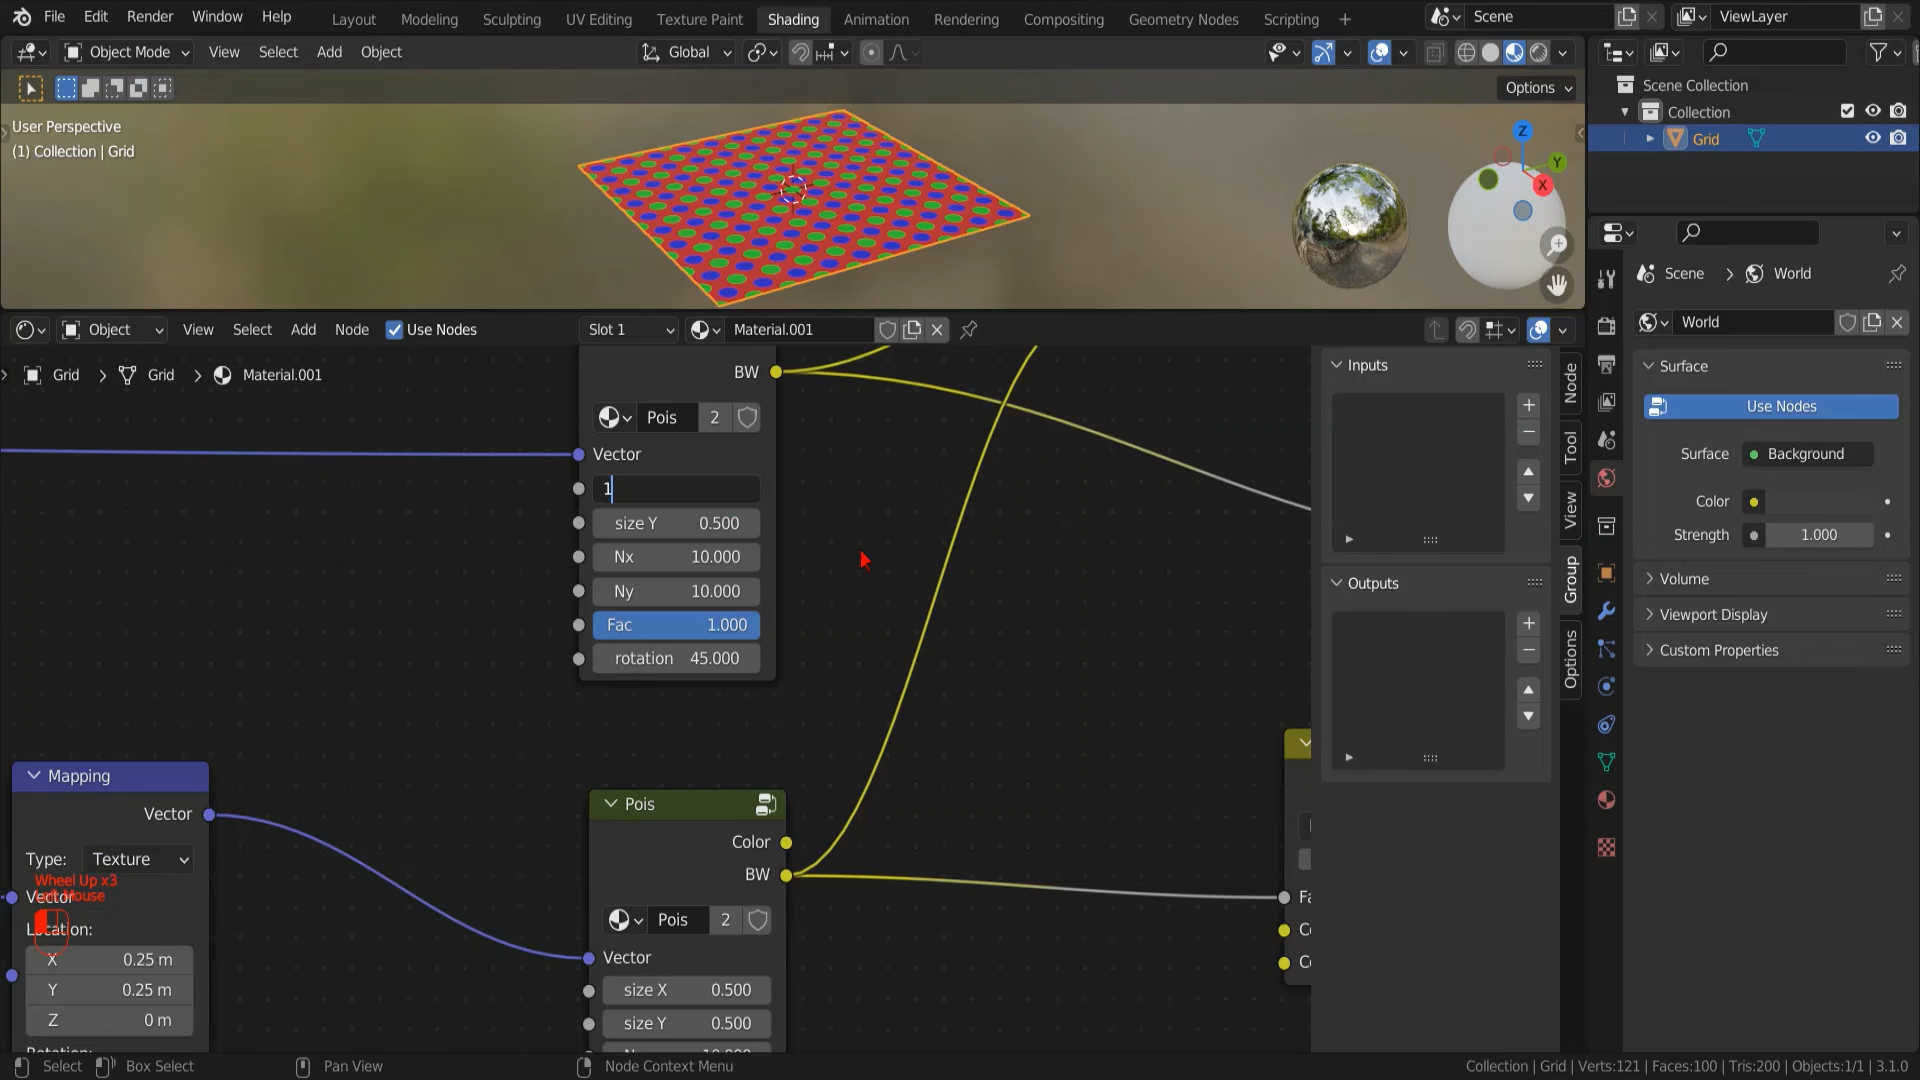 File Edit Render Window Help
Layout Modeling Sculpting UV Editing Texture Paint Shading Animation Rendering Compositing Geometry Nodes Scripting +
Scene
ViewLayer
Object Mode View Select Add Object
Global
Options
User Perspective
(1) Collection | Grid
Z
Y
X
Scene Collection
Collection
Grid
Scene > World
World
Surface
Use Nodes
Surface Background
Color
Strength 1.000
Volume
Viewport Display
Custom Properties
Object View Select Add Node Use Nodes
Slot 1
Material.001
Grid > Grid > Material.001
BW
Pois 2
Vector
1
size Y 0.500
Nx 10.000
Ny 10.000
Fac 1.000
rotation 45.000
Mapping
Vector
Type: Texture
Wheel Up x3
Left Mouse
Vector
Location:
X 0.25 m
Y 0.25 m
Z 0 m
Pois
Color
BW
Pois 2
Vector
size X 0.500
size Y 0.500
Inputs
Outputs
Node
Tool
View
Group
Options
Select Box Select Pan View Node Context Menu
Collection | Grid | Verts:121 | Faces:100 | Tris:200 | Objects:1/1 | 3.1.0